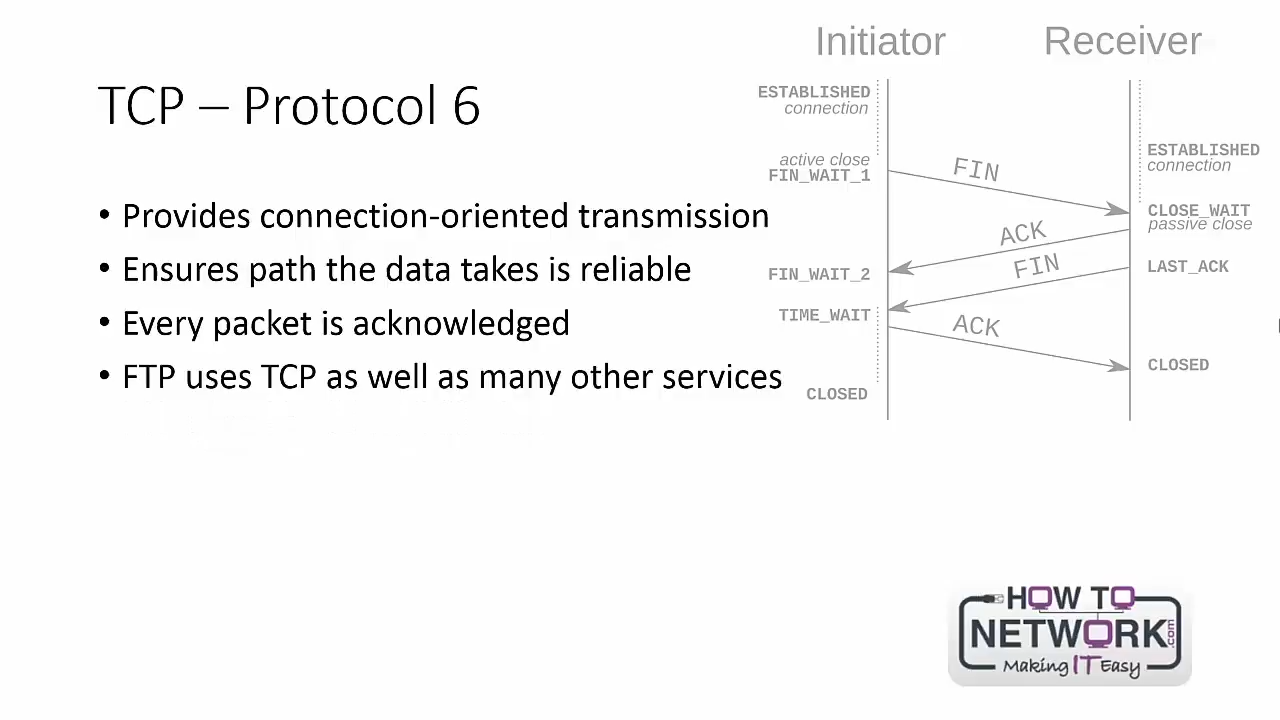 TCP – Protocol 6
• Provides connection-oriented transmission
• Ensures path the data takes is reliable
• Every packet is acknowledged
• FTP uses TCP as well as many other services
Initiator
Receiver
ESTABLISHED
connection
active close
FIN_WAIT_1
FIN_WAIT_2
TIME_WAIT
CLOSED
FIN
ACK
FIN
ACK
ESTABLISHED
connection
CLOSE_WAIT
passive close
LAST_ACK
CLOSED
HOW TO
NETWORK.com
Making IT Easy